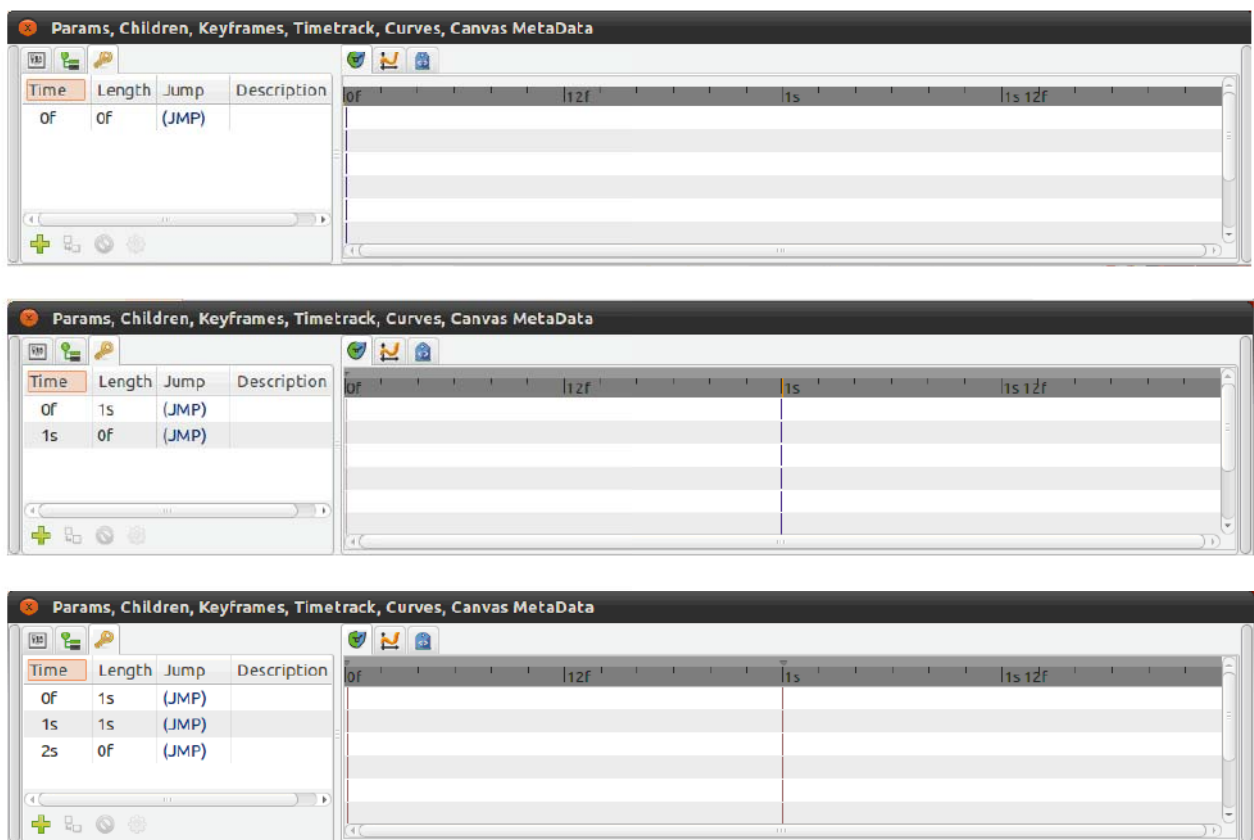 Params, Children, Keyframes, Timetrack, Curves, Canvas MetaData
Time Length Jump Description 0f 12f 1s 1s 12f
0f 0f (JMP)
Params, Children, Keyframes, Timetrack, Curves, Canvas MetaData
Time Length Jump Description 0f 12f 1s 1s 12f
0f 1s (JMP)
1s 0f (JMP)
Params, Children, Keyframes, Timetrack, Curves, Canvas MetaData
Time Length Jump Description 0f 12f 1s 1s 12f
0f 1s (JMP)
1s 1s (JMP)
2s 0f (JMP)